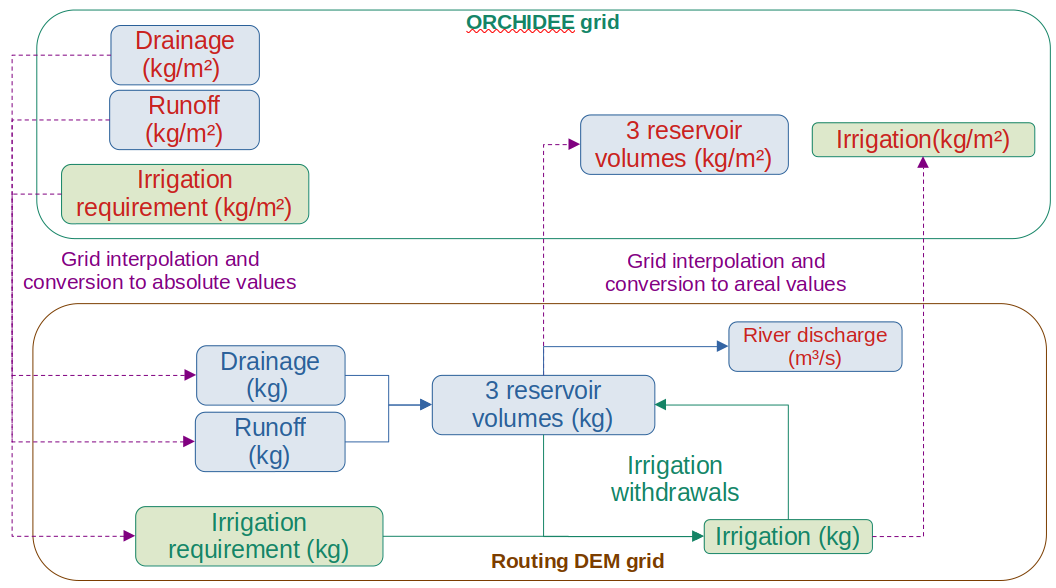 ORCHIDEE grid
Drainage
(kg/m²)
Runoff
(kg/m²)
Irrigation
requirement (kg/m²)
3 reservoir
volumes (kg/m²)
Irrigation(kg/m²)
Grid interpolation and
conversion to absolute values
Grid interpolation and
conversion to areal values
River discharge
(m³/s)
Drainage
(kg)
3 reservoir
volumes (kg)
Runoff
(kg)
Irrigation
withdrawals
Irrigation
requirement (kg)
Irrigation (kg)
Routing DEM grid